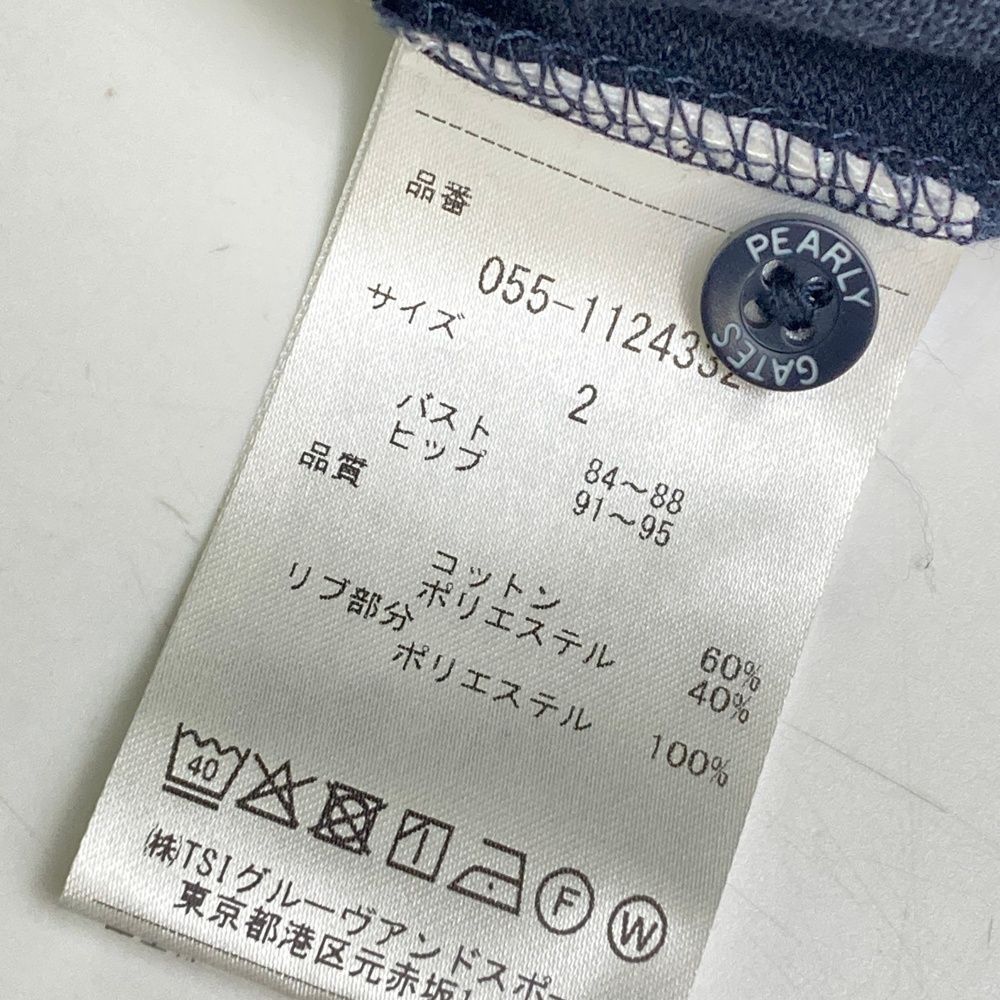 品番
055-1124332
PEARLY
GATES
サイズ
2
バスト 84～88
ヒップ 91～95
品質
コットン 60%
ポリエステル 40%
リブ部分
ポリエステル 100%
40
F
W
(株)TSIグルーヴアンドスポー
東京都港区元赤坂1